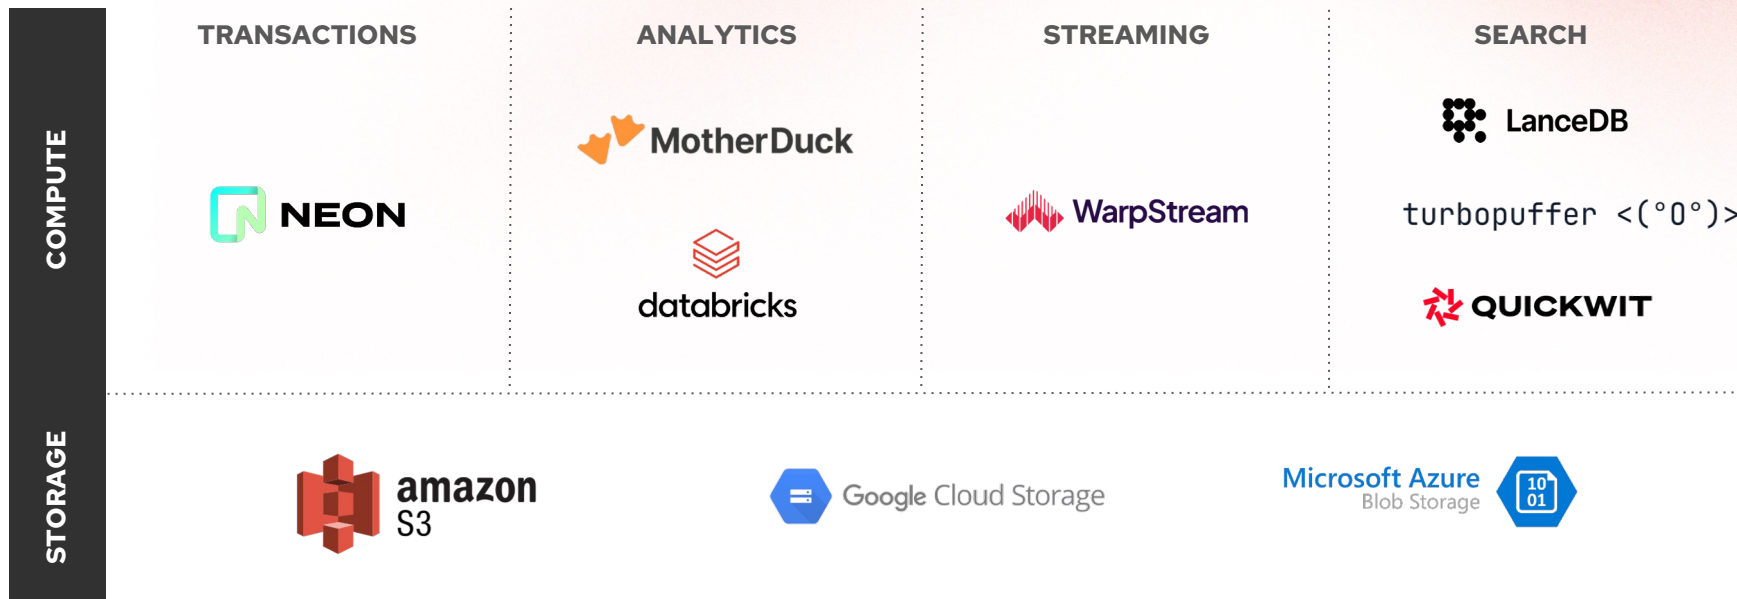 TRANSACTIONS
ANALYTICS
STREAMING
SEARCH
COMPUTE
NEON
MotherDuck
databricks
WarpStream
LanceDB
turbopuffer <(°O°)>
QUICKWIT
STORAGE
amazon
S3
Google Cloud Storage
Microsoft Azure
Blob Storage
10
01